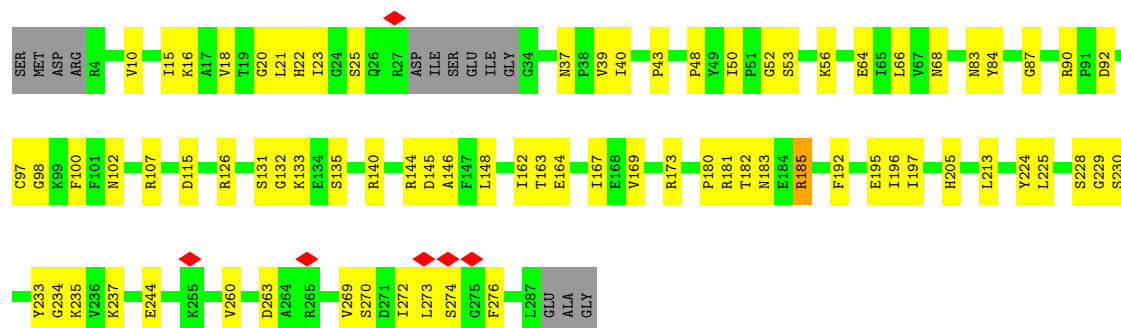 SER MET ASP ARG R4 V10 I15 K16 A17 V18 T19 G20 L21 H22 I23 G24 S25 Q26 R27 ASP ILE SER GLU ILE GLY G34 N37 P38 V39 I40 P43 P48 Y49 I50 P51 G52 S53 K56 E64 I65 L66 V67 N68 N83 Y84 G87 R90 P91 D92
C97 G98 K99 F100 F101 N102 R107 D115 R126 S131 G132 K133 E134 S135 R140 R144 D145 A146 F147 L148 I162 T163 E164 I167 E168 V169 R173 P180 R181 T182 N183 E184 R185 F192 E195 I196 I197 H205 L213 Y224 L225 S228 G229 S230
Y233 G234 K235 V236 K237 E244 K255 V260 D263 A264 R265 V269 S270 D271 I272 L273 S274 G275 F276 L287 GLU ALA GLY